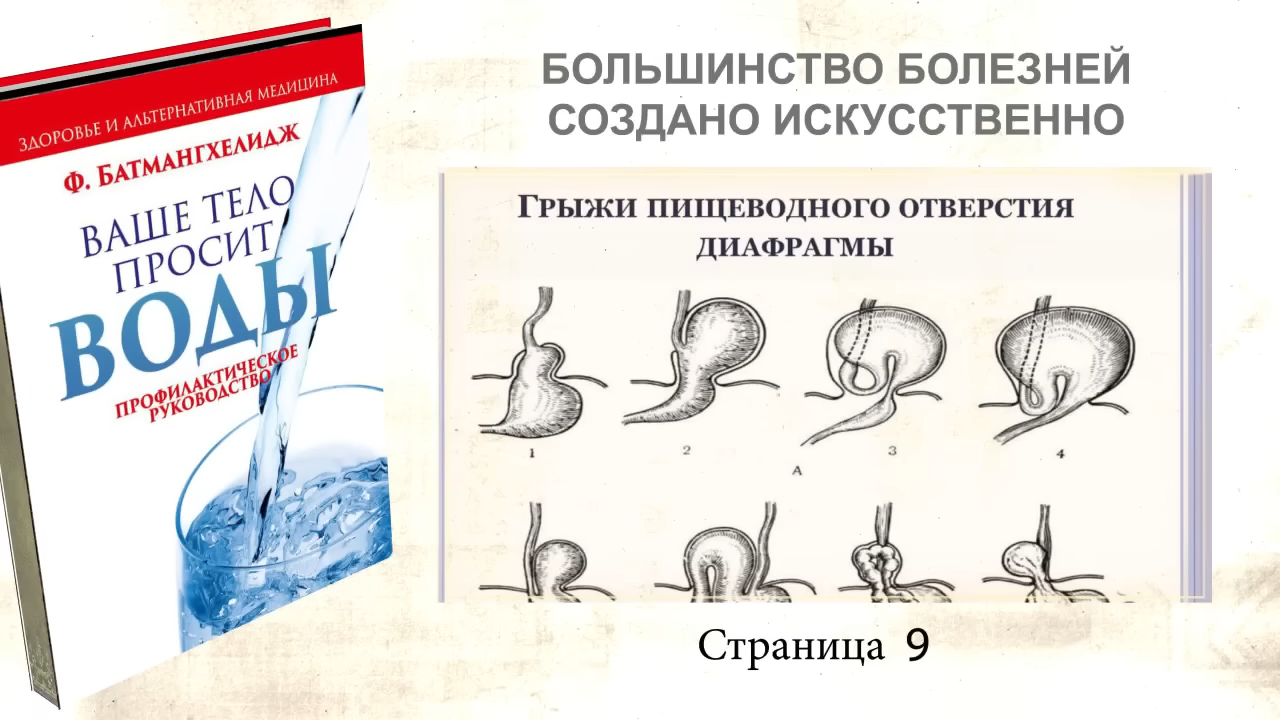 ЗДОРОВЬЕ И АЛЬТЕРНАТИВНАЯ МЕДИЦИНА
Ф. БАТМАНГХЕЛИДЖ
ВАШЕ ТЕЛО
ПРОСИТ
ВОДЫ
ПРОФИЛАКТИЧЕСКОЕ
РУКОВОДСТВО
БОЛЬШИНСТВО БОЛЕЗНЕЙ
СОЗДАНО ИСКУССТВЕННО
ГРЫЖИ ПИЩЕВОДНОГО ОТВЕРСТИЯ
ДИАФРАГМЫ
1 2 3 4
А
Страница 9